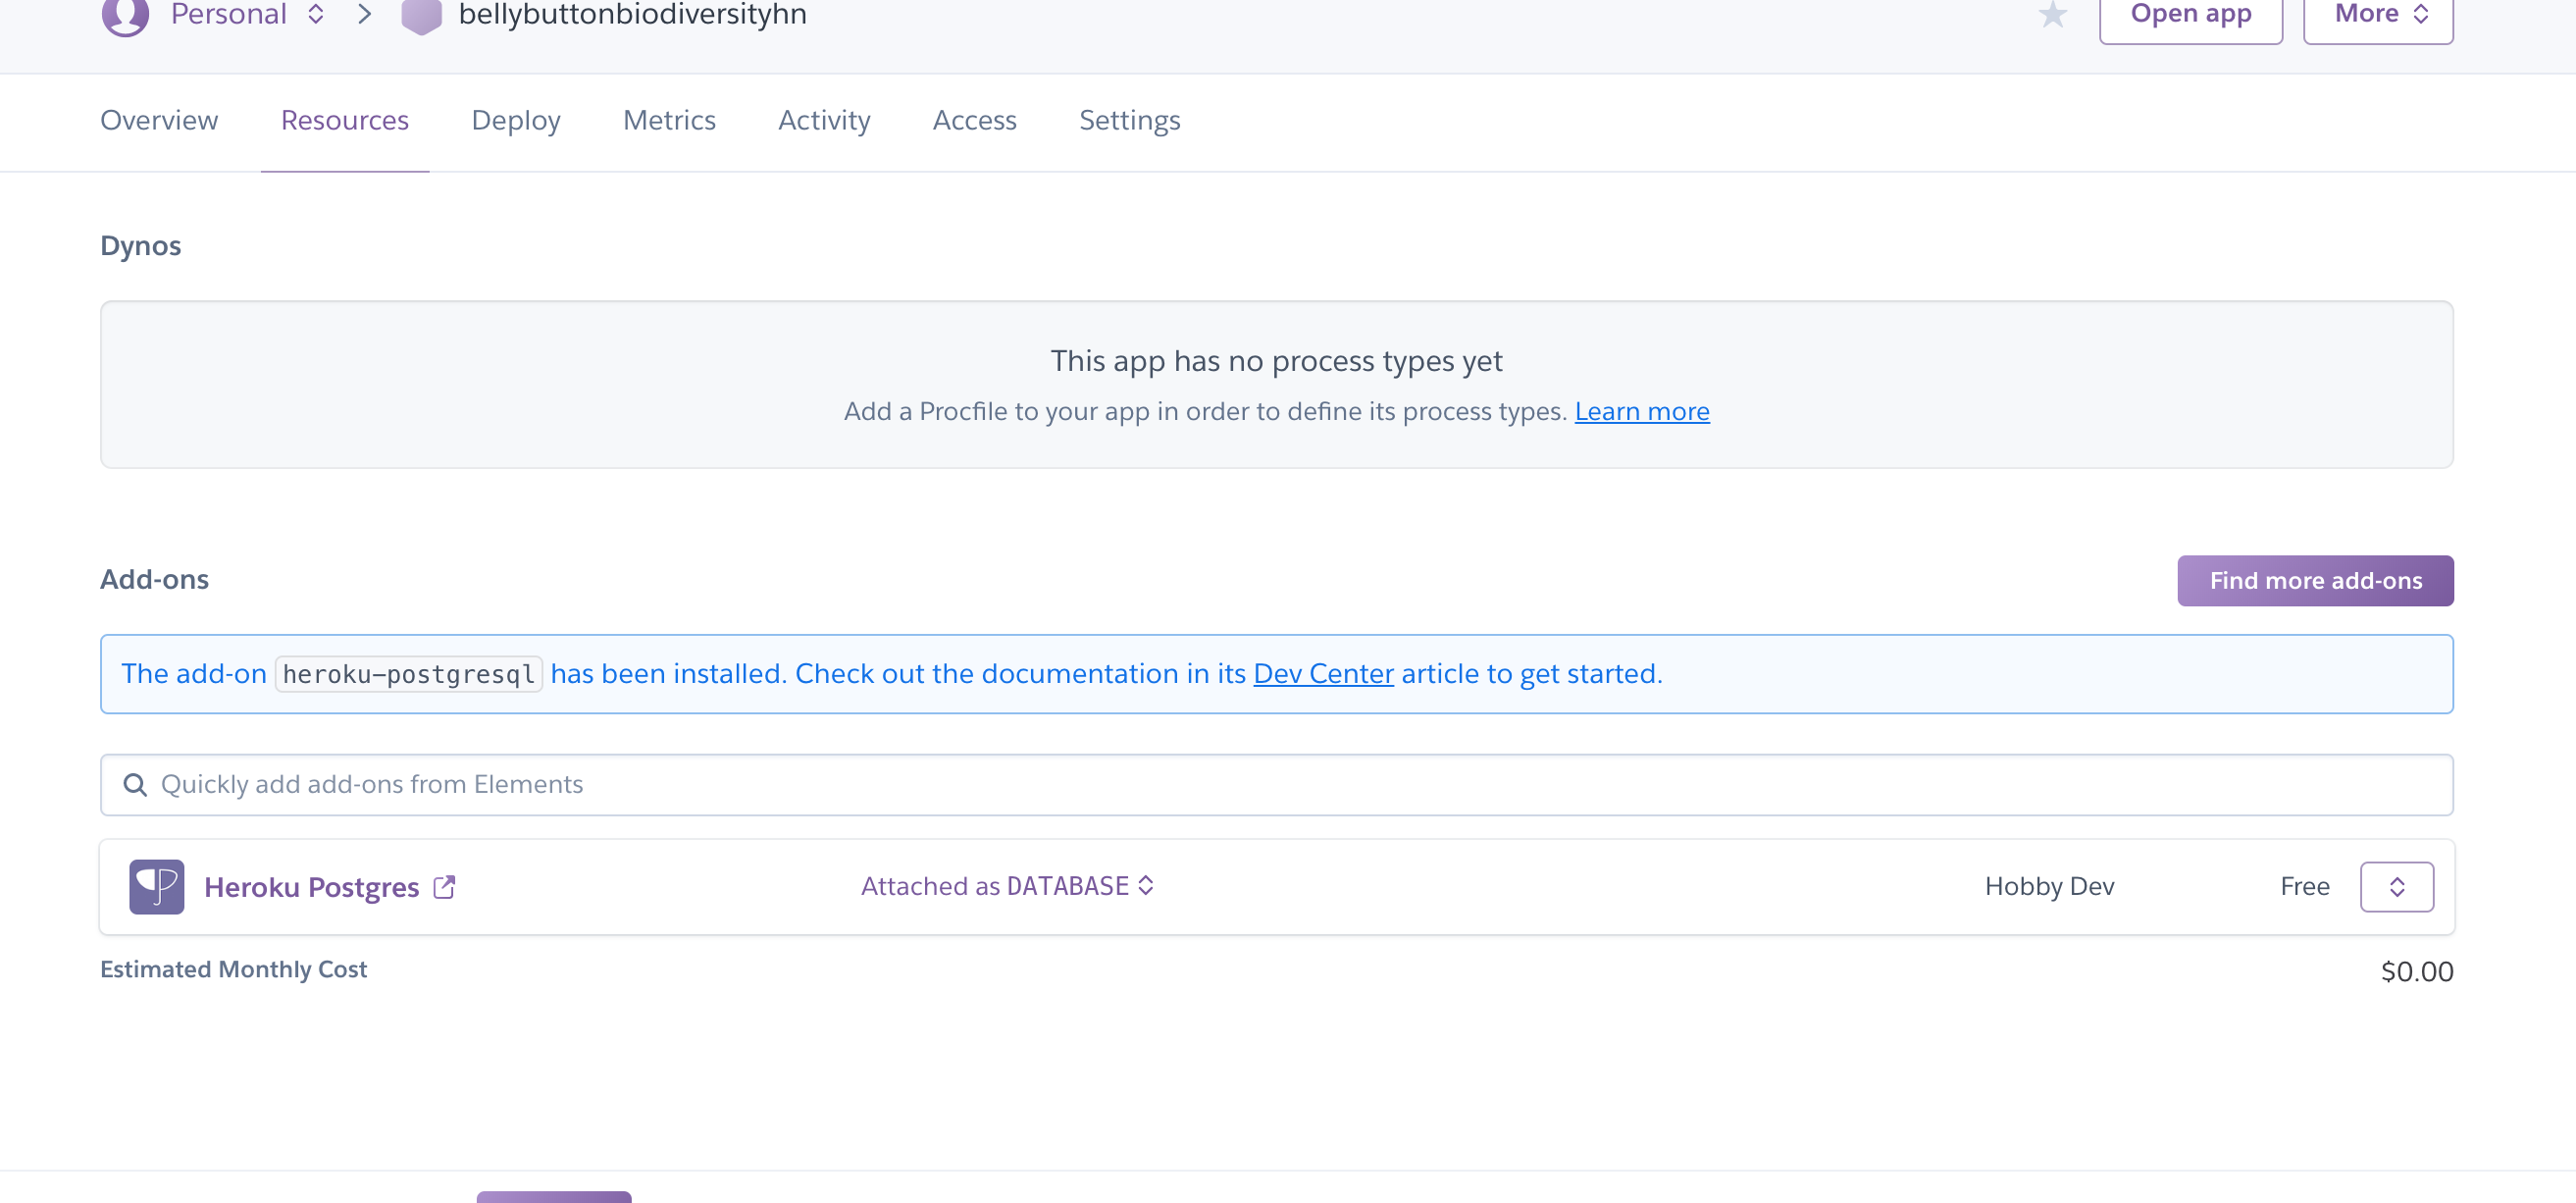 Personal bellybuttonbiodiversityhn Open app More
Overview Resources Deploy Metrics Activity Access Settings
Dynos
This app has no process types yet
Add a Procfile to your app in order to define its process types. Learn more
Add-ons Find more add-ons
The add-on heroku-postgresql has been installed. Check out the documentation in its Dev Center article to get started.
Quickly add add-ons from Elements
Heroku Postgres Attached as DATABASE Hobby Dev Free
Estimated Monthly Cost $0.00